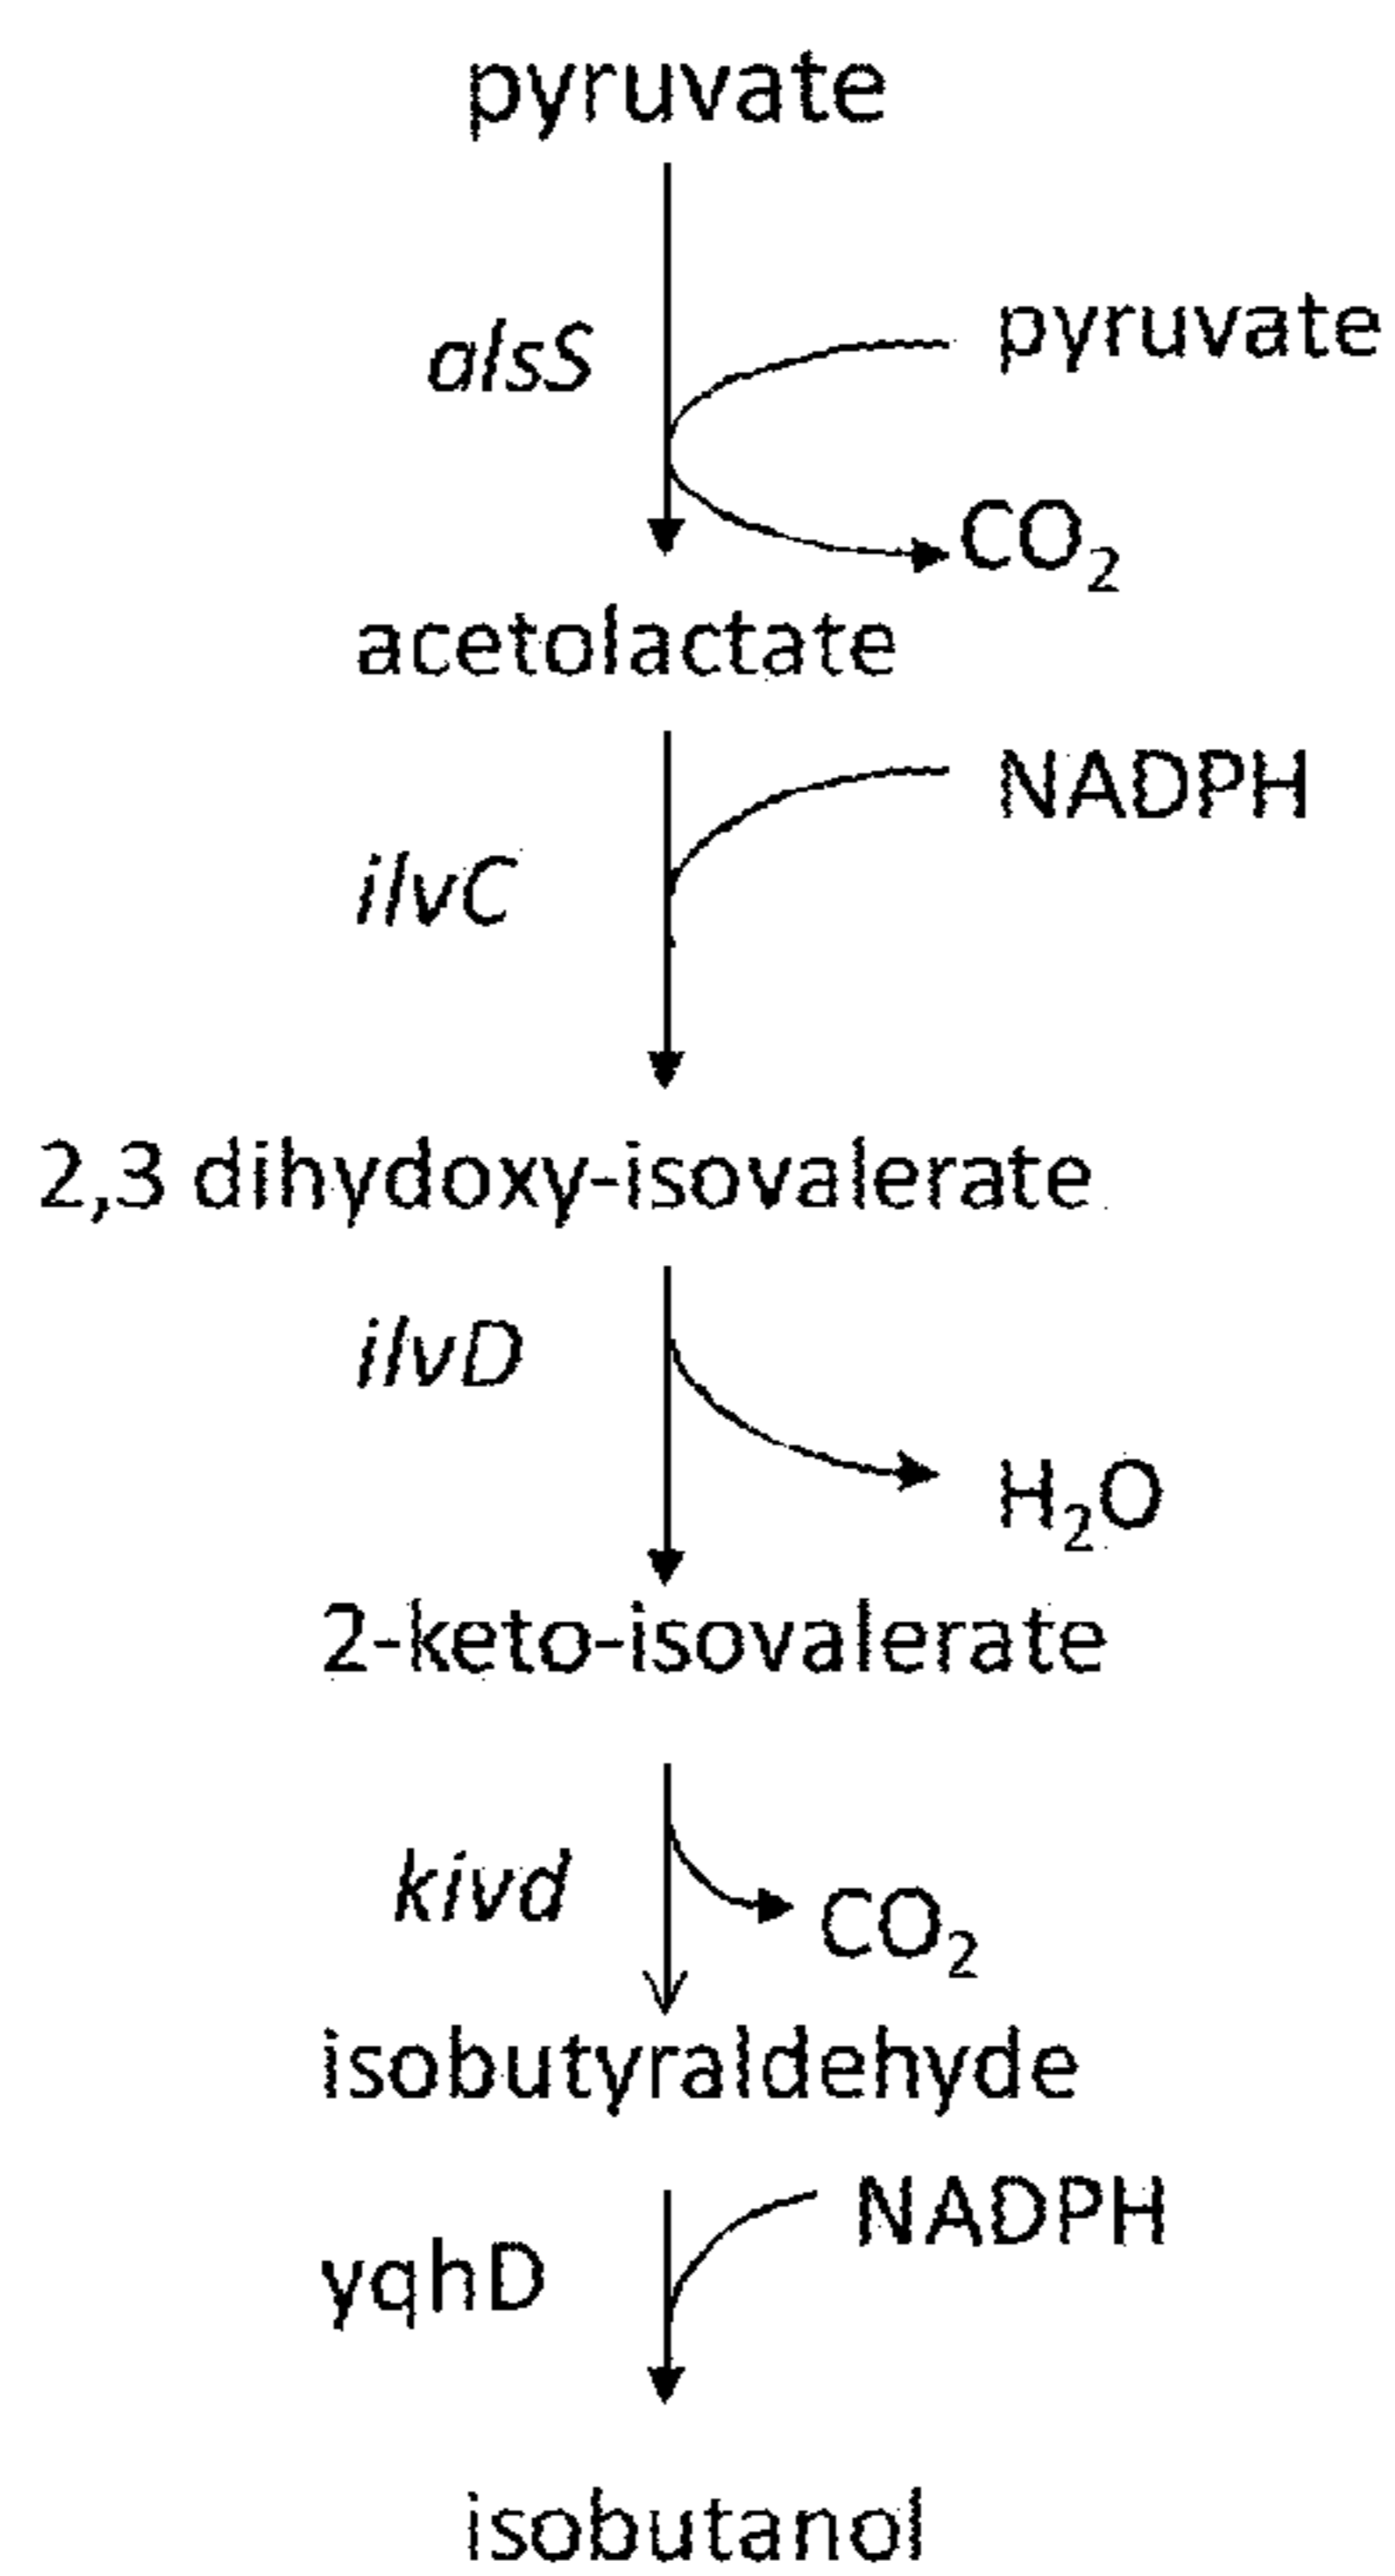 pyruvate
pyruvate
alsS
CO₂
acetolactate
NADPH
ilvC
2,3 dihydoxy-isovalerate
ilvD
H₂O
2-keto-isovalerate
kivd
CO₂
isobutyraldehyde
NADPH
yqhD
isobutanol